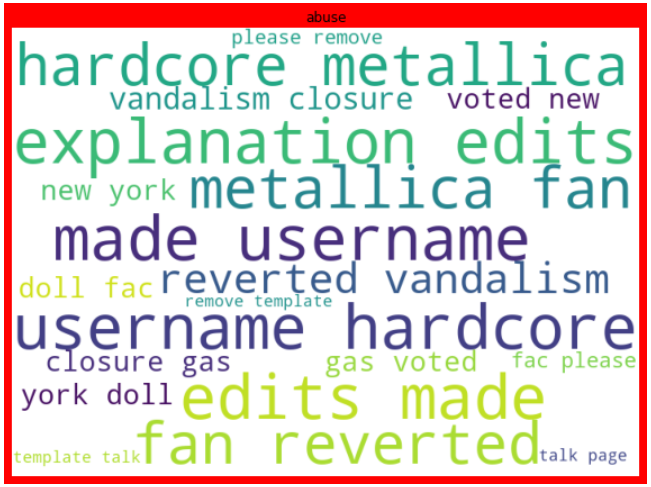 abuse
please remove
hardcore metallica
vandalism closure voted new
explanation edits
new york metallica fan
made username
doll fac reverted vandalism
remove template
username hardcore
closure gas gas voted fac please
york doll edits made
template talk fan reverted talk page